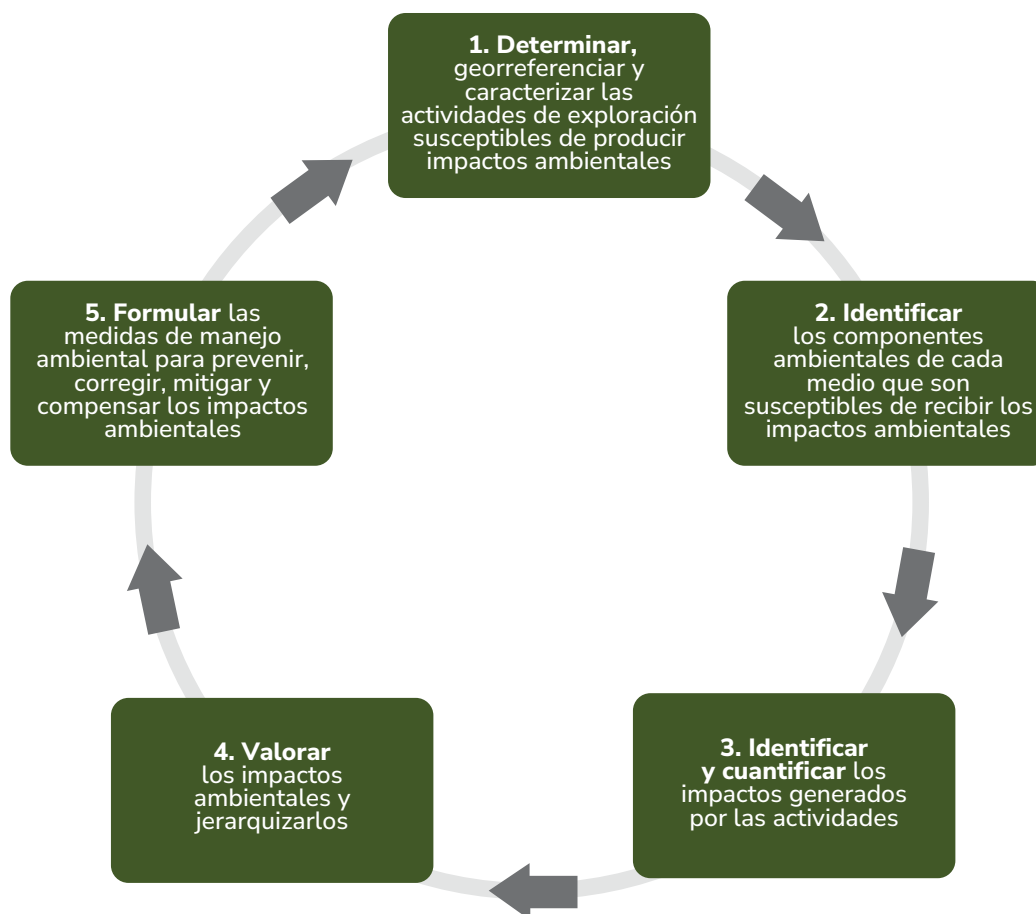 1. Determinar,
georreferenciar y
caracterizar las
actividades de exploración
susceptibles de producir
impactos ambientales
2. Identificar
los componentes
ambientales de cada
medio que son
susceptibles de recibir los
impactos ambientales
3. Identificar
y cuantificar los
impactos generados
por las actividades
4. Valorar
los impactos
ambientales y
jerarquizarlos
5. Formular las
medidas de manejo
ambiental para prevenir,
corregir, mitigar y
compensar los impactos
ambientales